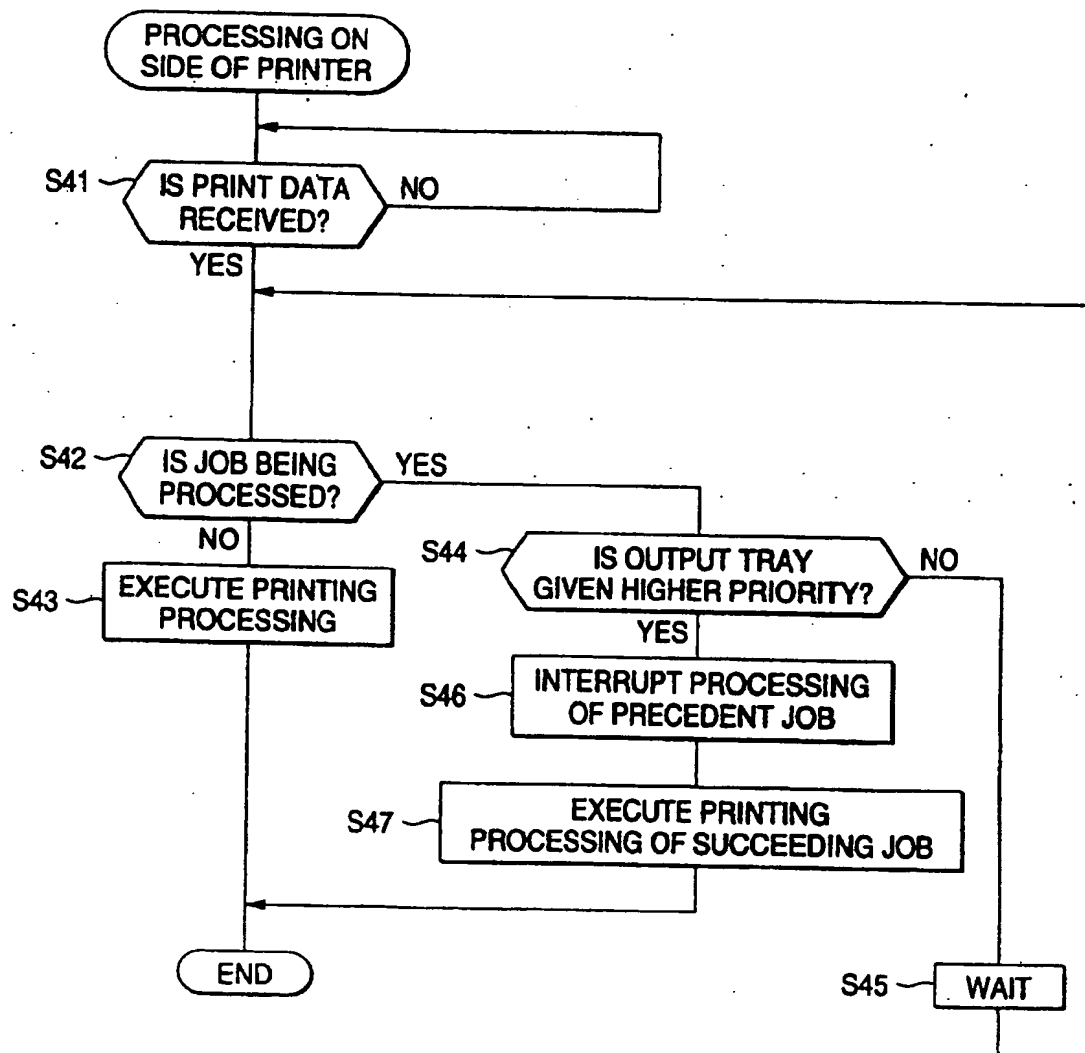 PROCESSING ON
SIDE OF PRINTER
S41
IS PRINT DATA
RECEIVED?
NO
YES
S42
IS JOB BEING
PROCESSED?
YES
NO
S43
EXECUTE PRINTING
PROCESSING
S44
IS OUTPUT TRAY
GIVEN HIGHER PRIORITY?
NO
YES
S46
INTERRUPT PROCESSING
OF PRECEDENT JOB
S47
EXECUTE PRINTING
PROCESSING OF SUCCEEDING JOB
END
S45
WAIT